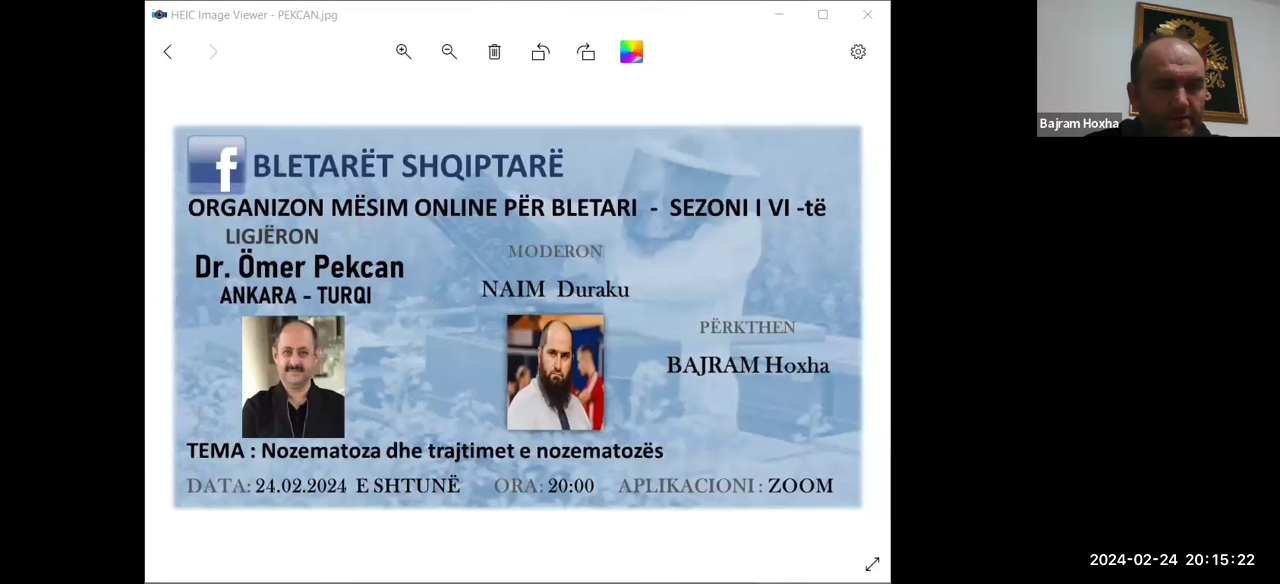 HEIC Image Viewer - PEKCAN.jpg
f BLETARËT SHQIPTARË
ORGANIZON MËSIM ONLINE PËR BLETARI - SEZONI I VI -të
LIGJËRON
Dr. Ömer Pekcan
ANKARA - TURQI
MODERON
NAIM Duraku
PËRKTHEN
BAJRAM Hoxha
TEMA : Nozematoza dhe trajtimet e nozematozës
DATA: 24.02.2024 E SHTUNË ORA: 20:00 APLIKACIONI : ZOOM
Bajram Hoxha
2024-02-24 20:15:22